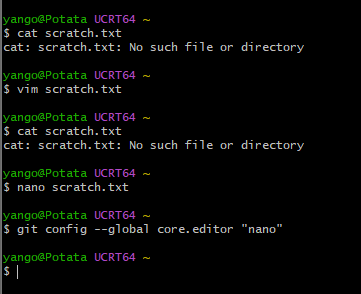 yango@Potata UCRT64 ~
$ cat scratch.txt
cat: scratch.txt: No such file or directory
yango@Potata UCRT64 ~
$ vim scratch.txt
yango@Potata UCRT64 ~
$ cat scratch.txt
cat: scratch.txt: No such file or directory
yango@Potata UCRT64 ~
$ nano scratch.txt
yango@Potata UCRT64 ~
$ git config --global core.editor "nano"
yango@Potata UCRT64 ~
$